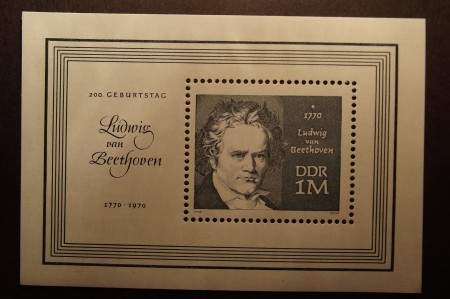 200. GEBURTSTAG
Ludwig
van
Beethoven
1770 · 1970
* 1770
Ludwig
van
Beethoven
DDR
1M